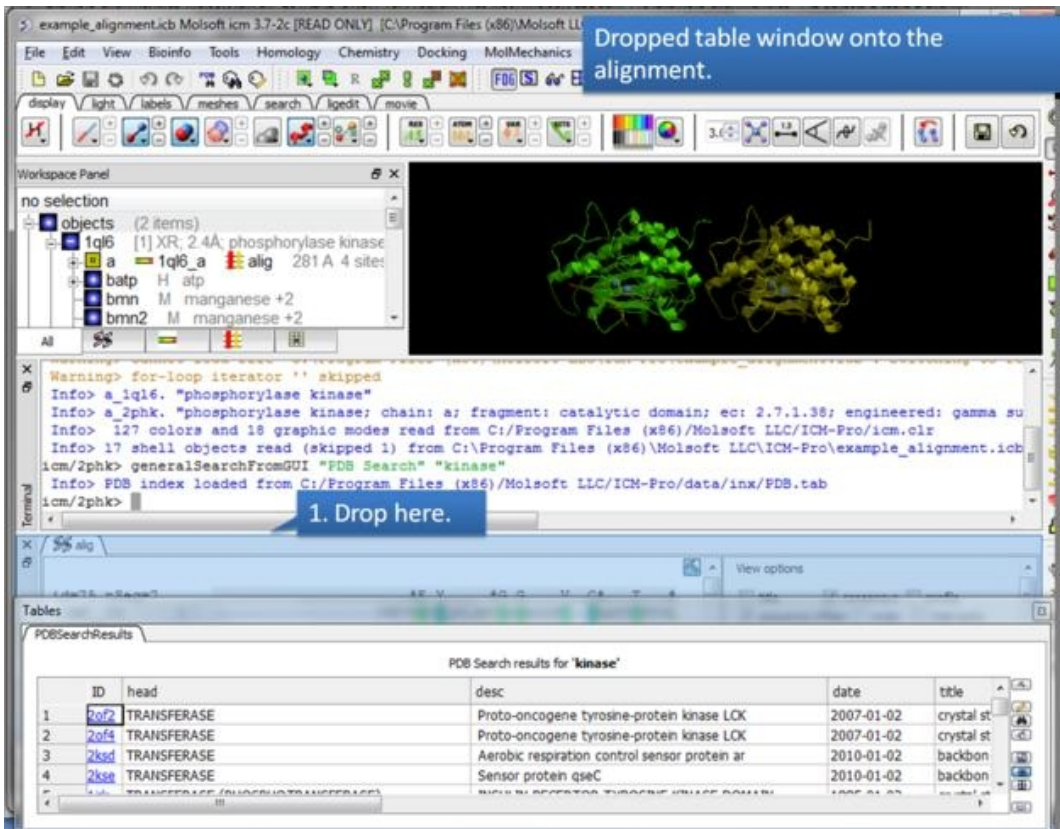 example_alignment.icb Molsoft icm 3.7-2c [READ ONLY] [C:\Program Files (x86)\Molsoft LL
Dropped table window onto the
alignment.
File Edit View Bioinfo Tools Homology Chemistry Docking MolMechanics
display light labels meshes search ligedit movie
Workspace Panel
no selection
objects (2 items)
1ql6 [1] XR; 2.4Å; phosphorylase kinase
a 1ql6_a alig 281 A 4 sites
batp H atp
bmn M manganese +2
bmn2 M manganese +2
All
Warning> for-loop iterator '' skipped
Info> a_1ql6. "phosphorylase kinase"
Info> a_2phk. "phosphorylase kinase; chain: a; fragment: catalytic domain; ec: 2.7.1.38; engineered: gamma su
Info> 127 colors and 18 graphic modes read from C:/Program Files (x86)/Molsoft LLC/ICM-Pro/icm.clr
Info> 17 shell objects read (skipped 1) from C:\Program Files (x86)\Molsoft LLC\ICM-Pro\example_alignment.icb
icm/2phk> generalSearchFromGUI "PDB Search" "kinase"
Info> PDB index loaded from C:/Program Files (x86)/Molsoft LLC/ICM-Pro/data/inx/PDB.tab
icm/2phk>
Terminal
1. Drop here.
alig
View options
Tables
PDBSearchResults
PDB Search results for 'kinase'
ID head desc date title
1 2of2 TRANSFERASE Proto-oncogene tyrosine-protein kinase LCK 2007-01-02 crystal st
2 2of4 TRANSFERASE Proto-oncogene tyrosine-protein kinase LCK 2007-01-02 crystal st
3 2ksd TRANSFERASE Aerobic respiration control sensor protein ar 2010-01-02 backbon
4 2kse TRANSFERASE Sensor protein qseC 2010-01-02 backbon